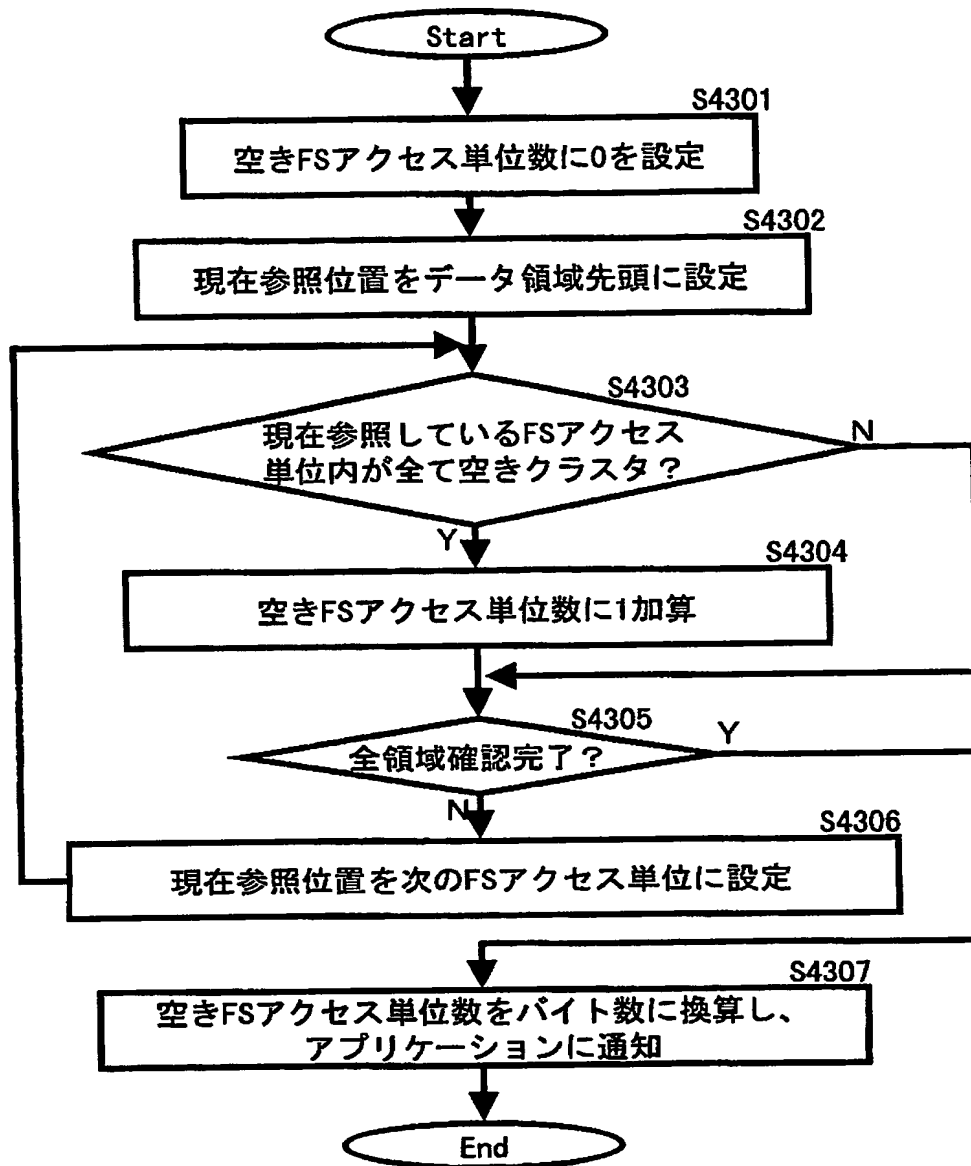 Start
S4301
空きFSアクセス単位数に0を設定
S4302
現在参照位置をデータ領域先頭に設定
S4303
現在参照しているFSアクセス
単位内が全て空きクラスタ？
N
Y
S4304
空きFSアクセス単位数に1加算
S4305
全領域確認完了？
Y
N
S4306
現在参照位置を次のFSアクセス単位に設定
S4307
空きFSアクセス単位数をバイト数に換算し、
アプリケーションに通知
End